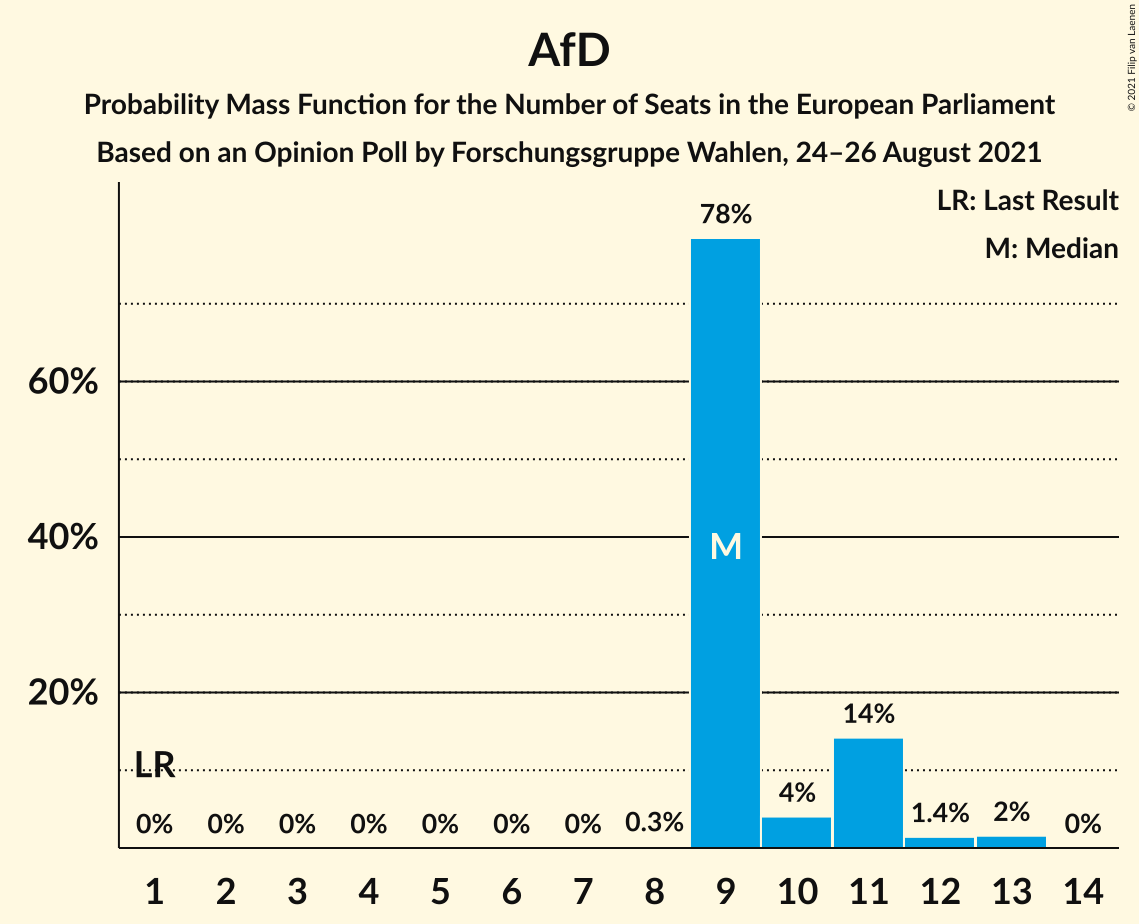 AfD
Probability Mass Function for the Number of Seats in the European Parliament
Based on an Opinion Poll by Forschungsgruppe Wahlen, 24–26 August 2021
© 2021 Filip van Laenen
LR: Last Result
M: Median
78%
60%
40%
M
20%
14%
LR
4%
0% 0% 0% 0% 0% 0% 0% 0.3% 1.4% 2% 0%
1 2 3 4 5 6 7 8 9 10 11 12 13 14